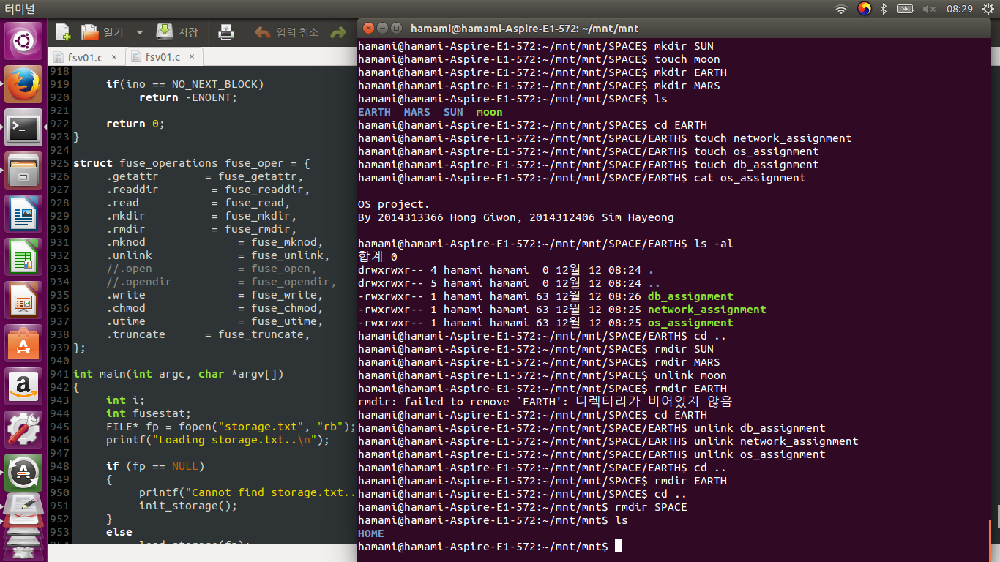 터미널
08:29
열기
저장
입력 취소
fsv01.c ×
fsv01.c ×
918
919 if(ino == NO_NEXT_BLOCK)
920 return -ENOENT;
921
922 return 0;
923 }
924
925 struct fuse_operations fuse_oper = {
926 .getattr = fuse_getattr,
927 .readdir = fuse_readdir,
928 .read = fuse_read,
929 .mkdir = fuse_mkdir,
930 .rmdir = fuse_rmdir,
931 .mknod = fuse_mknod,
932 .unlink = fuse_unlink,
933 //.open = fuse_open,
934 //.opendir = fuse_opendir,
935 .write = fuse_write,
936 .chmod = fuse_chmod,
937 .utime = fuse_utime,
938 .truncate = fuse_truncate,
939 };
940
941 int main(int argc, char *argv[])
942 {
943 int i;
944 int fusestat;
945 FILE* fp = fopen("storage.txt", "rb");
946 printf("Loading storage.txt..\n");
947
948 if (fp == NULL)
949 {
950 printf("Cannot find storage.txt..
951 init_storage();
952 }
953 else
hamami@hamami-Aspire-E1-572: ~/mnt/mnt
hamami@hamami-Aspire-E1-572:~/mnt/mnt/SPACE$ mkdir SUN
hamami@hamami-Aspire-E1-572:~/mnt/mnt/SPACE$ touch moon
hamami@hamami-Aspire-E1-572:~/mnt/mnt/SPACE$ mkdir EARTH
hamami@hamami-Aspire-E1-572:~/mnt/mnt/SPACE$ mkdir MARS
hamami@hamami-Aspire-E1-572:~/mnt/mnt/SPACE$ ls
EARTH MARS SUN moon
hamami@hamami-Aspire-E1-572:~/mnt/mnt/SPACE$ cd EARTH
hamami@hamami-Aspire-E1-572:~/mnt/mnt/SPACE/EARTH$ touch network_assignment
hamami@hamami-Aspire-E1-572:~/mnt/mnt/SPACE/EARTH$ touch os_assignment
hamami@hamami-Aspire-E1-572:~/mnt/mnt/SPACE/EARTH$ touch db_assignment
hamami@hamami-Aspire-E1-572:~/mnt/mnt/SPACE/EARTH$ cat os_assignment
OS project.
By 2014313366 Hong Giwon, 2014312406 Sim Hayeong
hamami@hamami-Aspire-E1-572:~/mnt/mnt/SPACE/EARTH$ ls -al
합계 0
drwxrwxr-- 4 hamami hamami 0 12월 12 08:24 .
drwxrwxr-- 5 hamami hamami 0 12월 12 08:24 ..
-rwxrwxr-- 1 hamami hamami 63 12월 12 08:26 db_assignment
-rwxrwxr-- 1 hamami hamami 63 12월 12 08:25 network_assignment
-rwxrwxr-- 1 hamami hamami 63 12월 12 08:25 os_assignment
hamami@hamami-Aspire-E1-572:~/mnt/mnt/SPACE/EARTH$ cd ..
hamami@hamami-Aspire-E1-572:~/mnt/mnt/SPACE$ rmdir SUN
hamami@hamami-Aspire-E1-572:~/mnt/mnt/SPACE$ rmdir MARS
hamami@hamami-Aspire-E1-572:~/mnt/mnt/SPACE$ unlink moon
hamami@hamami-Aspire-E1-572:~/mnt/mnt/SPACE$ rmdir EARTH
rmdir: failed to remove `EARTH': 디렉터리가 비어있지 않음
hamami@hamami-Aspire-E1-572:~/mnt/mnt/SPACE$ cd EARTH
hamami@hamami-Aspire-E1-572:~/mnt/mnt/SPACE/EARTH$ unlink db_assignment
hamami@hamami-Aspire-E1-572:~/mnt/mnt/SPACE/EARTH$ unlink network_assignment
hamami@hamami-Aspire-E1-572:~/mnt/mnt/SPACE/EARTH$ unlink os_assignment
hamami@hamami-Aspire-E1-572:~/mnt/mnt/SPACE/EARTH$ cd ..
hamami@hamami-Aspire-E1-572:~/mnt/mnt/SPACE$ rmdir EARTH
hamami@hamami-Aspire-E1-572:~/mnt/mnt/SPACE$ cd ..
hamami@hamami-Aspire-E1-572:~/mnt/mnt$ rmdir SPACE
hamami@hamami-Aspire-E1-572:~/mnt/mnt$ ls
HOME
hamami@hamami-Aspire-E1-572:~/mnt/mnt$